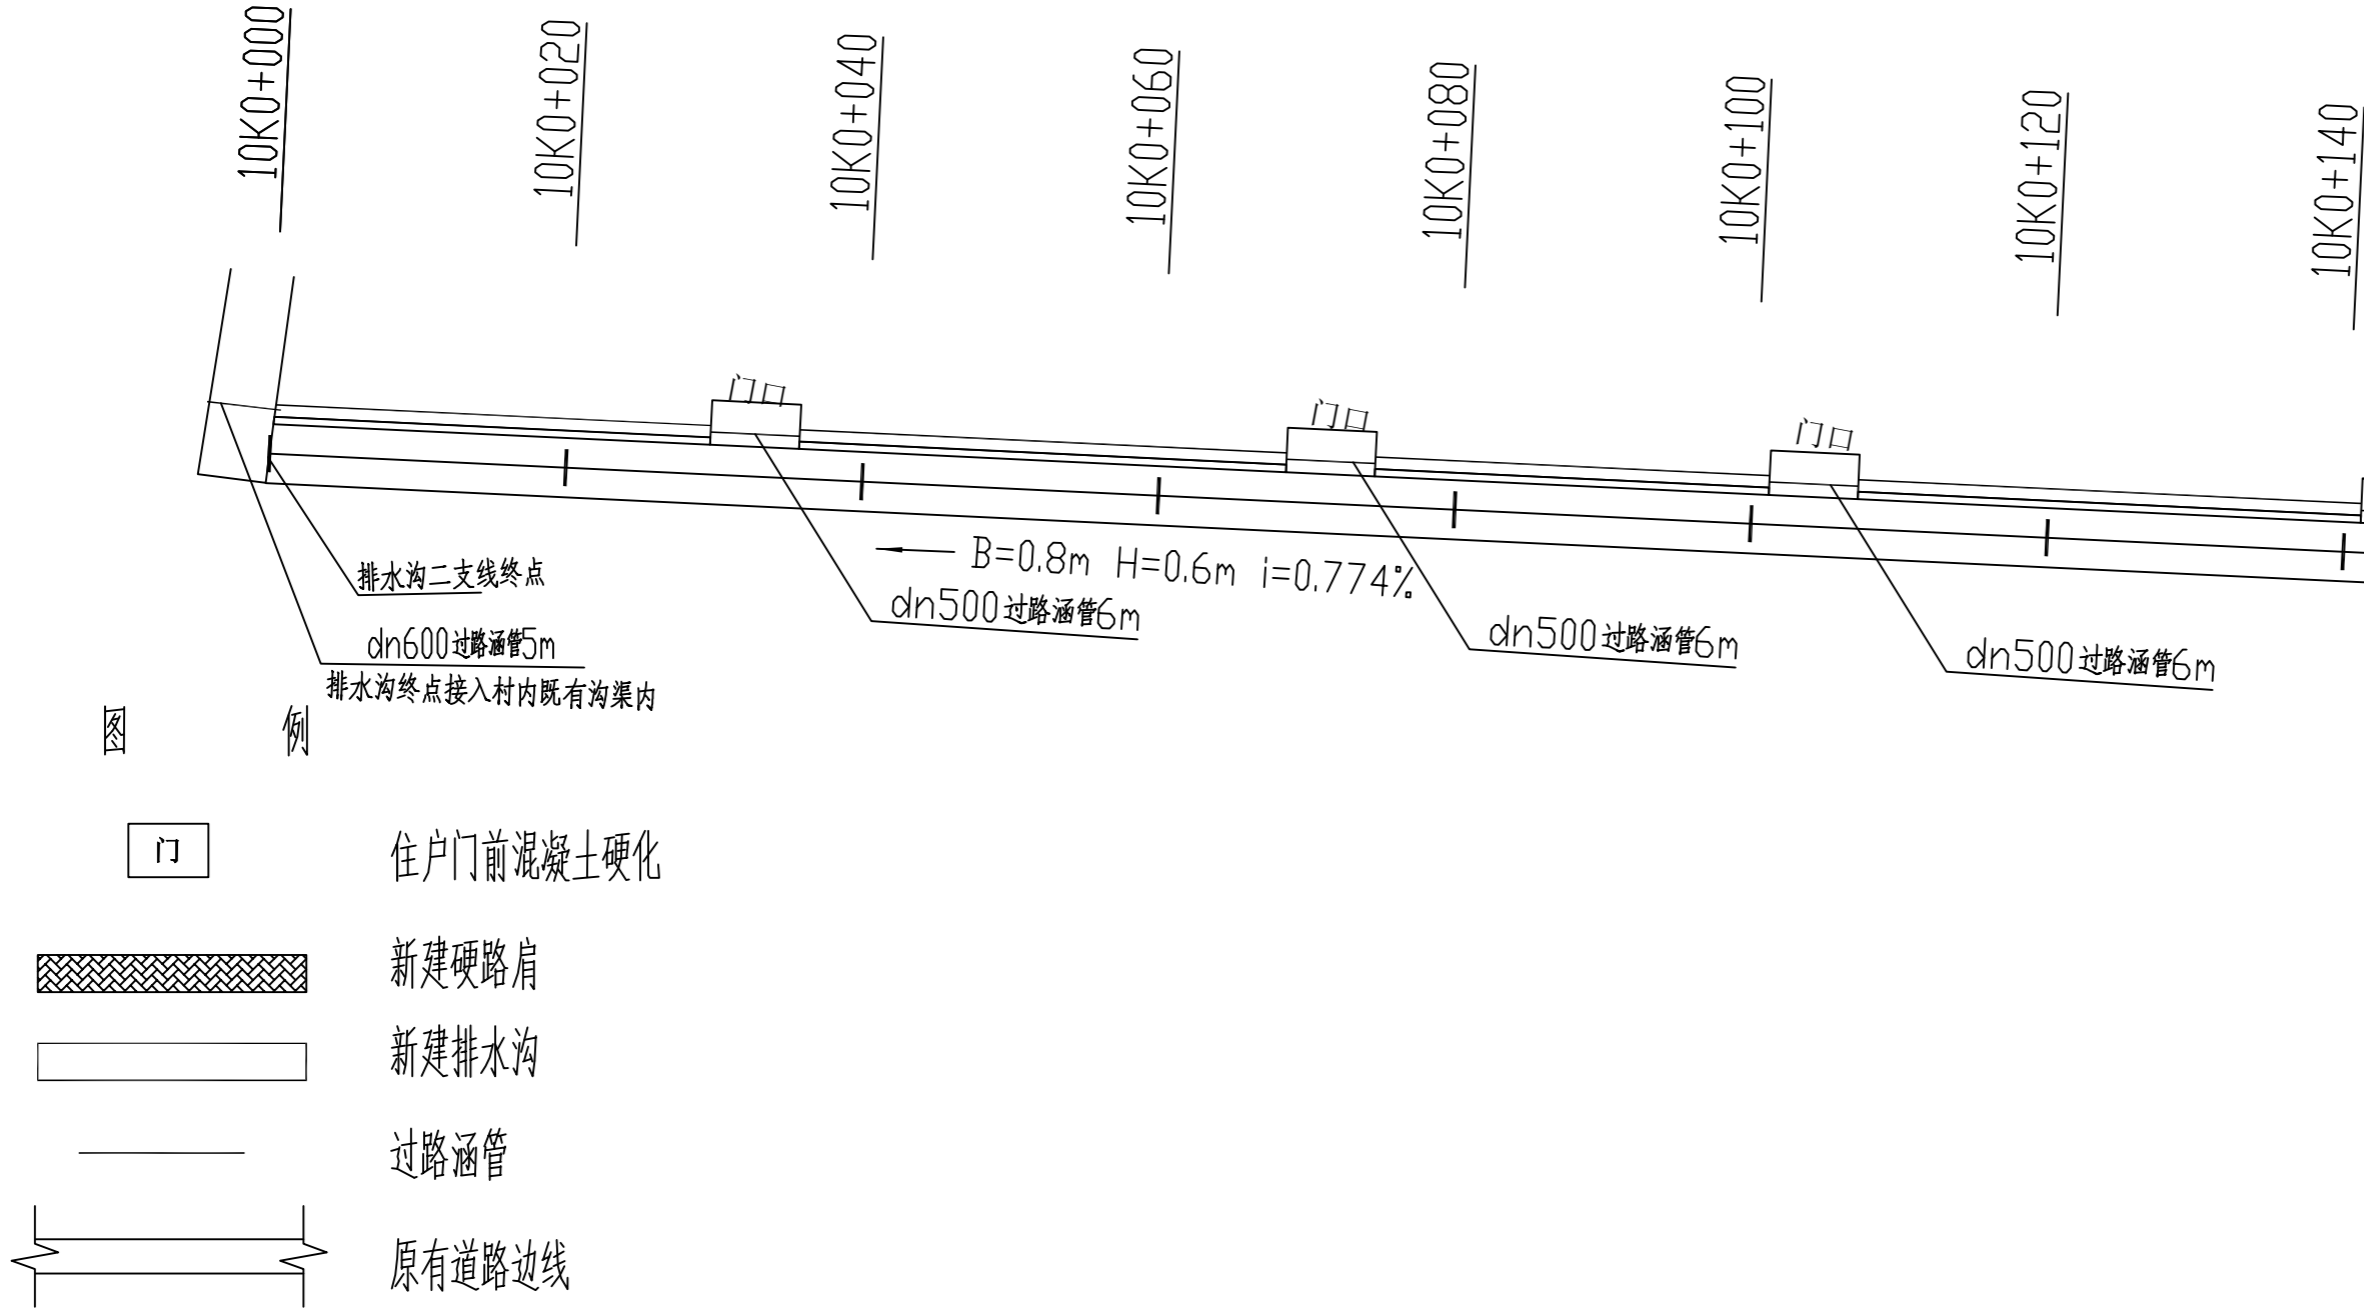 10K0+000
10K0+020
10K0+040
10K0+060
10K0+080
10K0+100
10K0+120
10K0+140
门口
门口
门口
B=0.8m H=0.6m i=0.774%
排水沟二支线终点
dn500过路涵管6m
dn500过路涵管6m
dn500过路涵管6m
dn600过路涵管5m
排水沟终点接入村内既有沟渠内
图 例
门 住户门前混凝土硬化
新建硬路肩
新建排水沟
过路涵管
原有道路边线